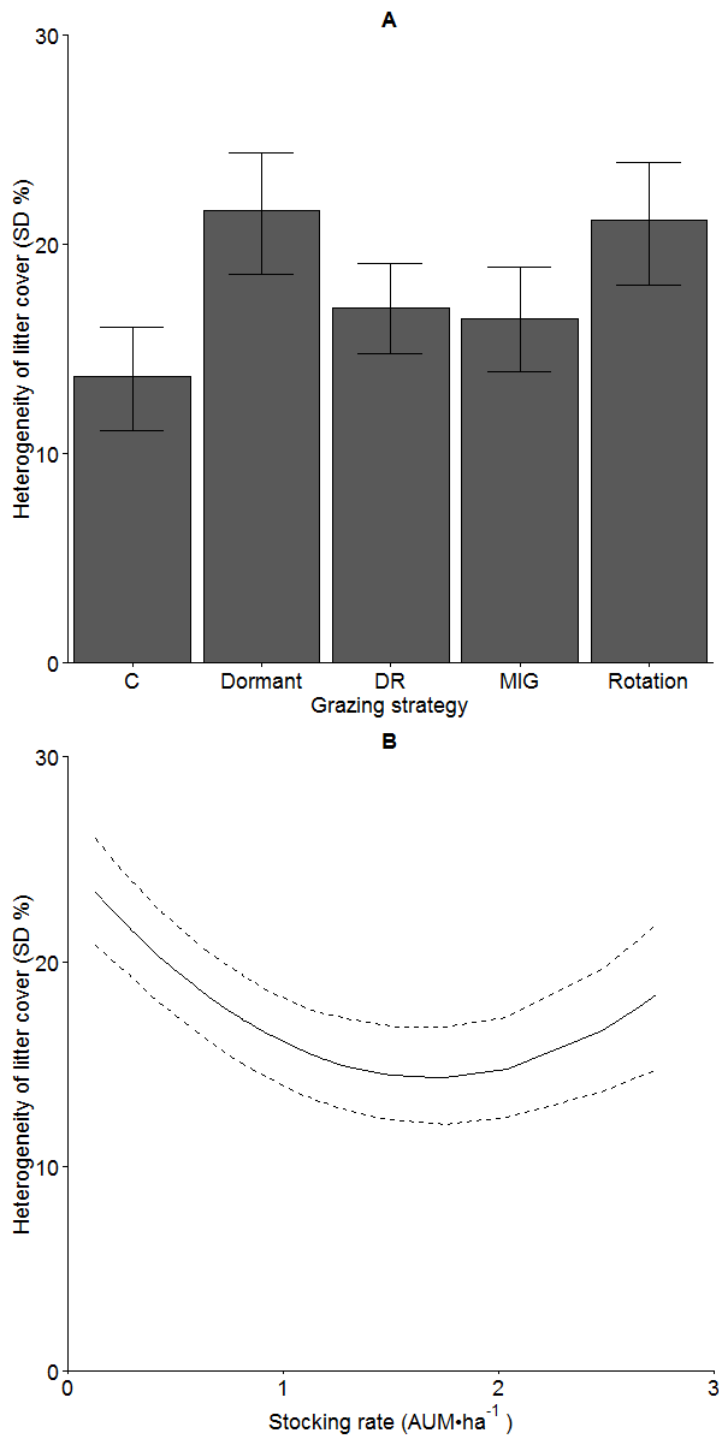 A
30
20
10
0
Heterogeneity of litter cover (SD %)
C Dormant DR MIG Rotation
Grazing strategy
B
30
20
10
0
Heterogeneity of litter cover (SD %)
0 1 2 3
Stocking rate (AUM•ha⁻¹ )